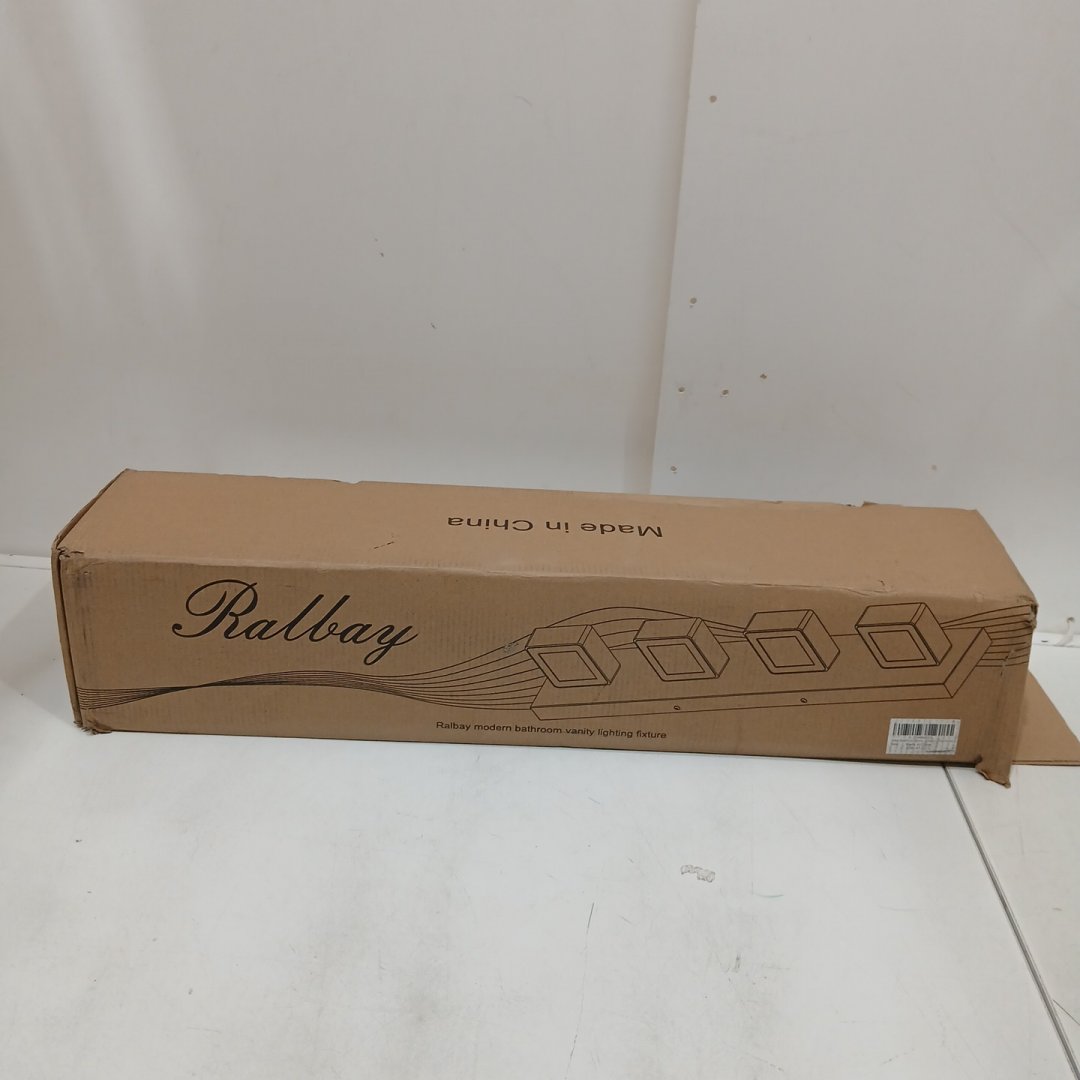 Made in China
Ralbay
Ralbay modern bathroom vanity lighting fixture